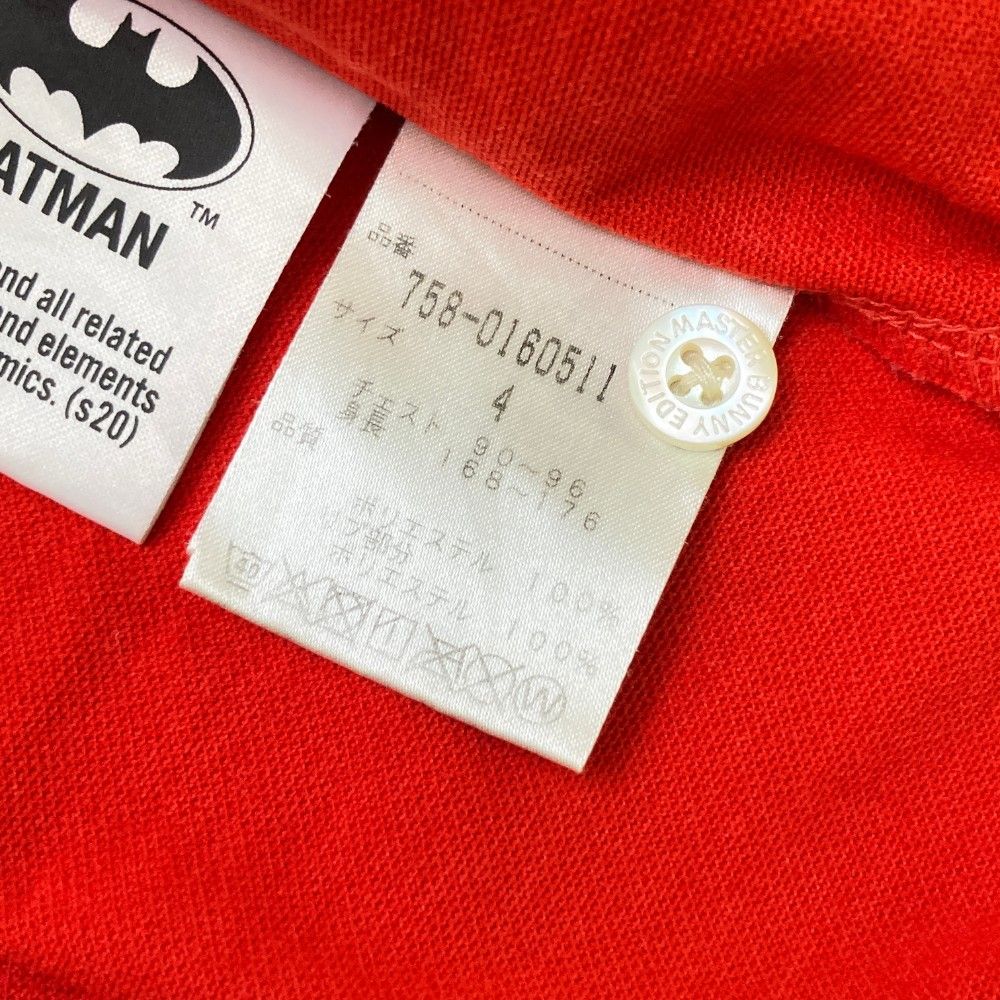 ATMAN
™
nd all related
nd elements
mics. (s20)
品番
758-0160511
サイズ
4
チェスト 90~96
身長 168~176
品質
ポリエステル 100%
リブ部分
ポリエステル 100%
40
W
MASTER BUNNY EDITION